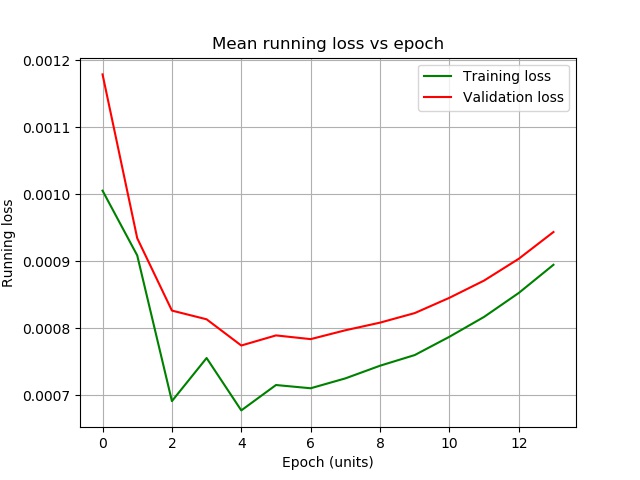 Mean running loss vs epoch
Training loss
Validation loss
0.0012
0.0011
0.0010
0.0009
0.0008
0.0007
Running loss
0 2 4 6 8 10 12
Epoch (units)